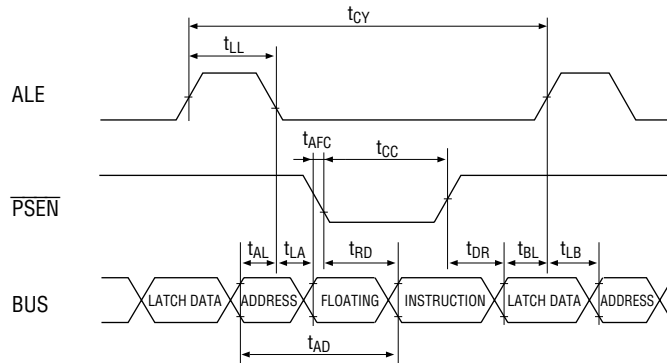 tCY
tLL
ALE
tAFC
tCC
PSEN
tAL tLA tRD tDR tBL tLB
BUS LATCH DATA ADDRESS FLOATING INSTRUCTION LATCH DATA ADDRESS
tAD